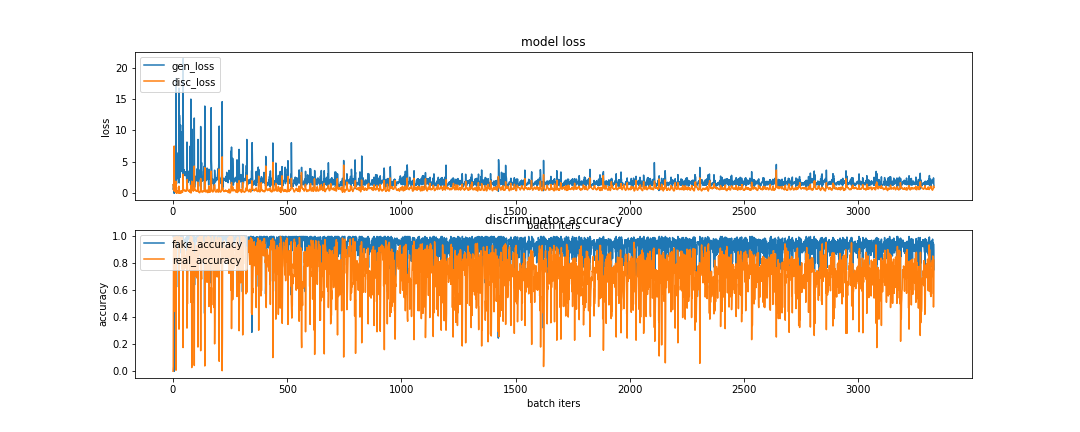 model loss
gen_loss
disc_loss
20
15
10
5
0
loss
0
500
1000
1500
2000
2500
3000
batch iters
discriminator accuracy
fake_accuracy
real_accuracy
1.0
0.8
0.6
0.4
0.2
0.0
accuracy
0
500
1000
1500
2000
2500
3000
batch iters